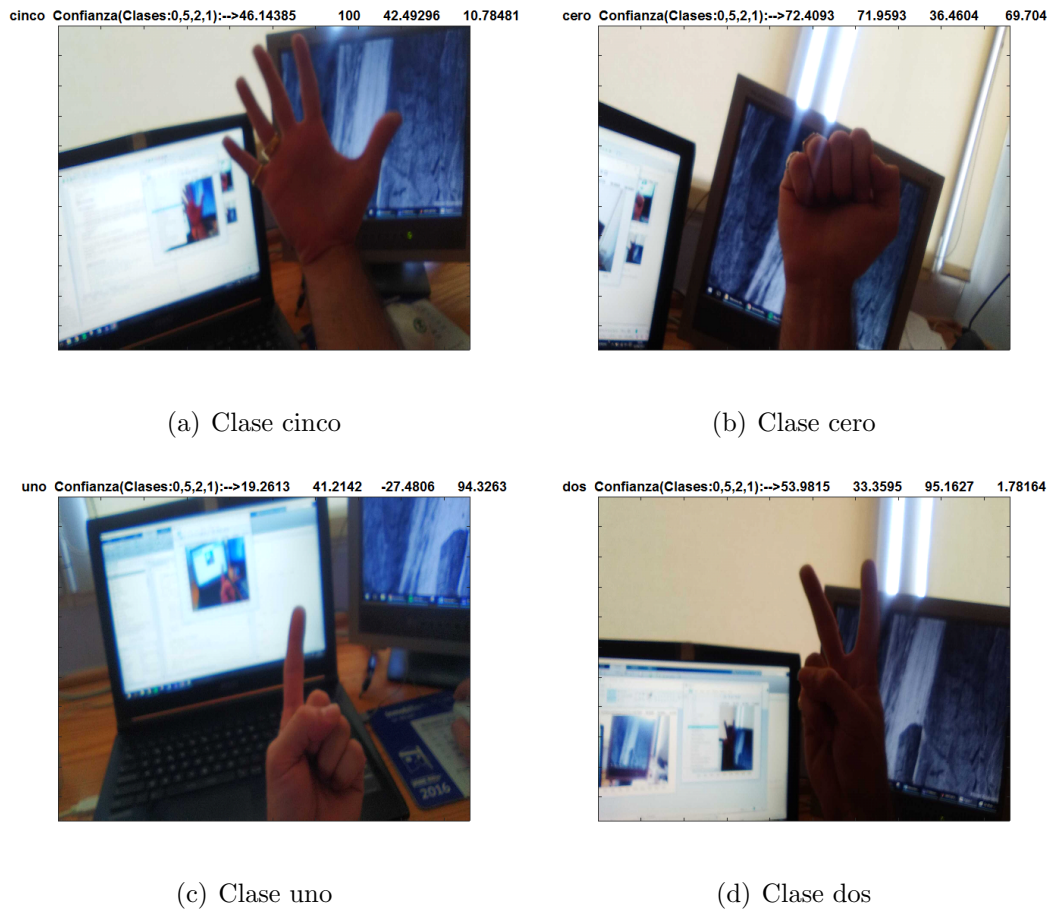 cinco Confianza(Clases:0,5,2,1):-->46.14385 100 42.49296 10.78481
cero Confianza(Clases:0,5,2,1):-->72.4093 71.9593 36.4604 69.704
(a) Clase cinco
(b) Clase cero
uno Confianza(Clases:0,5,2,1):-->19.2613 41.2142 -27.4806 94.3263
dos Confianza(Clases:0,5,2,1):-->53.9815 33.3595 95.1627 1.78164
2016
(c) Clase uno
(d) Clase dos